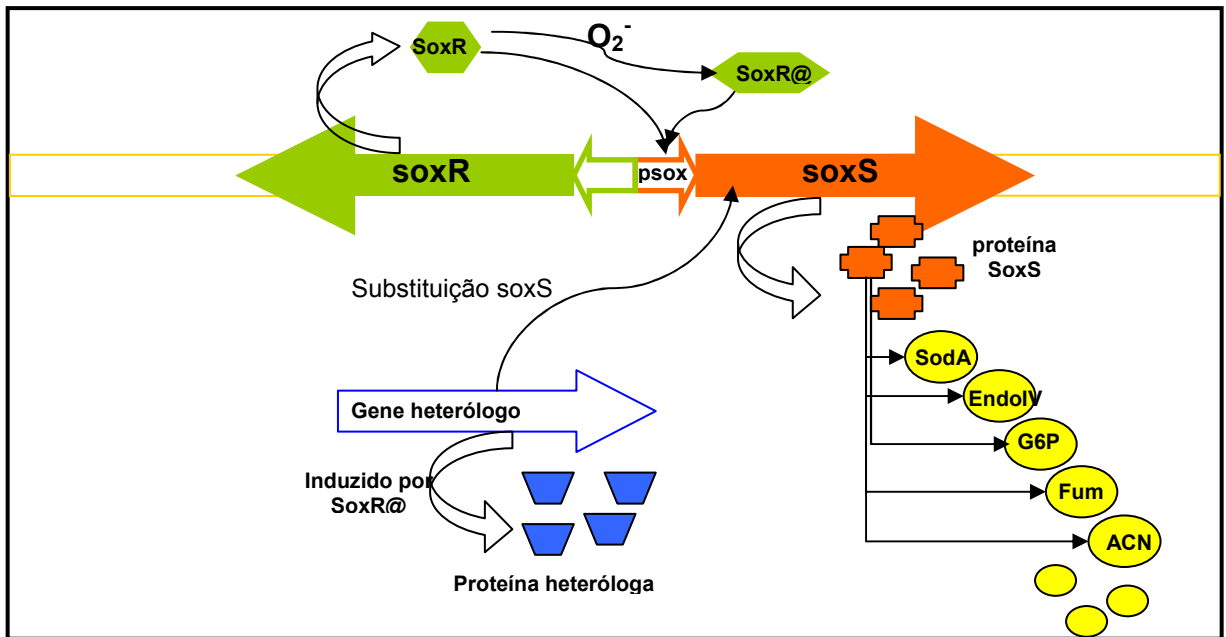 SoxR
O₂⁻
SoxR@
soxR
psox
soxS
proteína
SoxS
Substituição soxS
SodA
EndoIV
Gene heterólogo
G6P
Induzido por
SoxR@
Fum
ACN
Proteína heteróloga